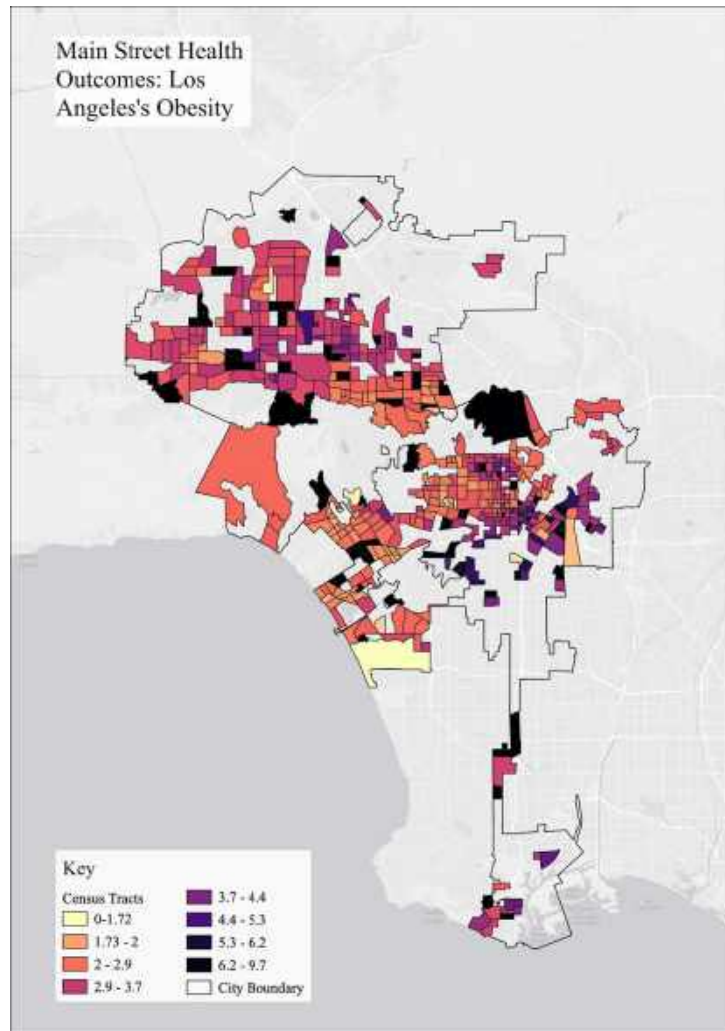 Main Street Health
Outcomes: Los
Angeles's Obesity
Key
Census Tracts
0-1.72
1.73 - 2
2 - 2.9
2.9 - 3.7
3.7 - 4.4
4.4 - 5.3
5.3 - 6.2
6.2 - 9.7
City Boundary